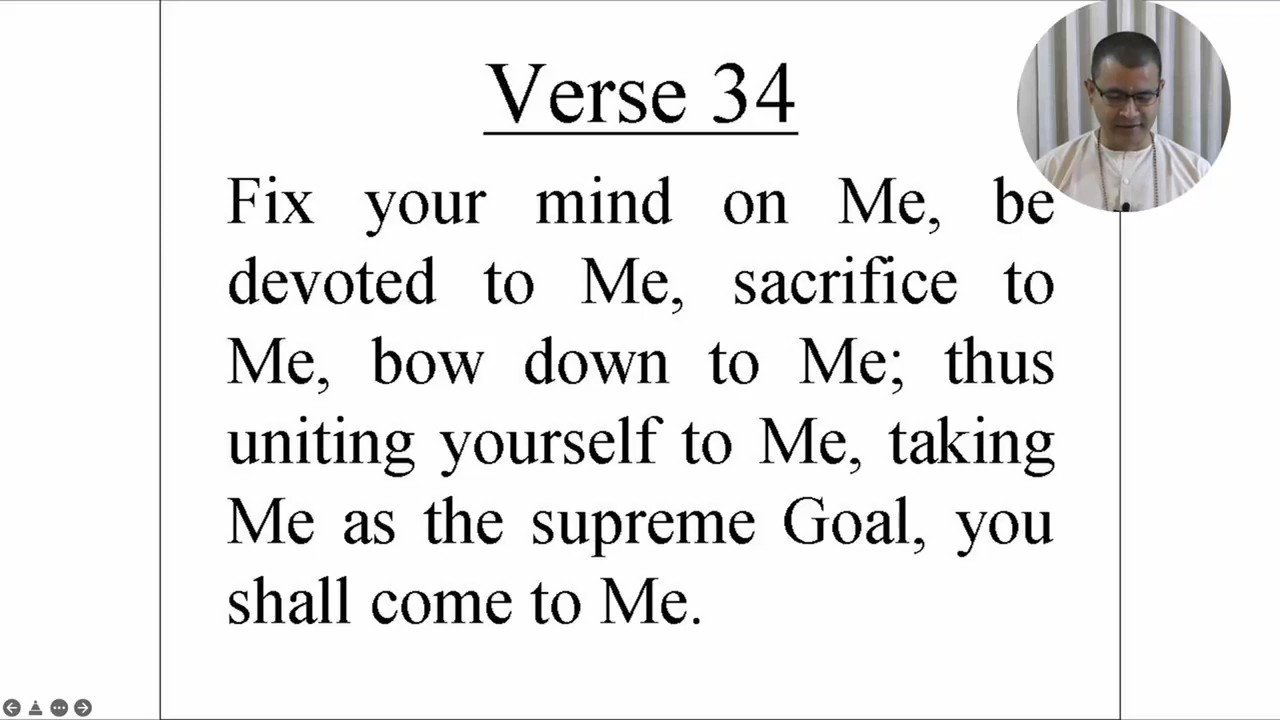 Verse 34
Fix your mind on Me, be
devoted to Me, sacrifice to
Me, bow down to Me; thus
uniting yourself to Me, taking
Me as the supreme Goal, you
shall come to Me.